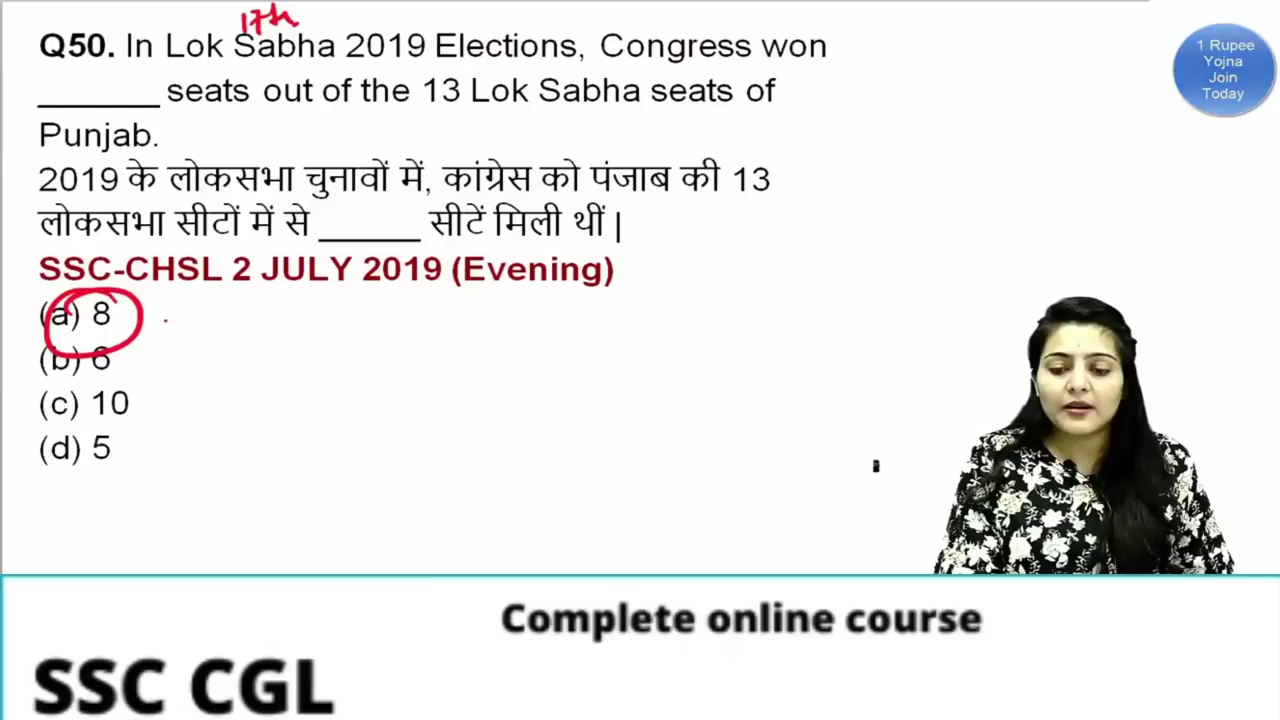 17th
Q50. In Lok Sabha 2019 Elections, Congress won
______ seats out of the 13 Lok Sabha seats of
Punjab.
2019 के लोकसभा चुनावों में, कांग्रेस को पंजाब की 13
लोकसभा सीटों में से _____ सीटें मिली थीं |
SSC-CHSL 2 JULY 2019 (Evening)
(a) 8
(b) 6
(c) 10
(d) 5
1 Rupee
Yojna
Join
Today
Complete online course
SSC CGL